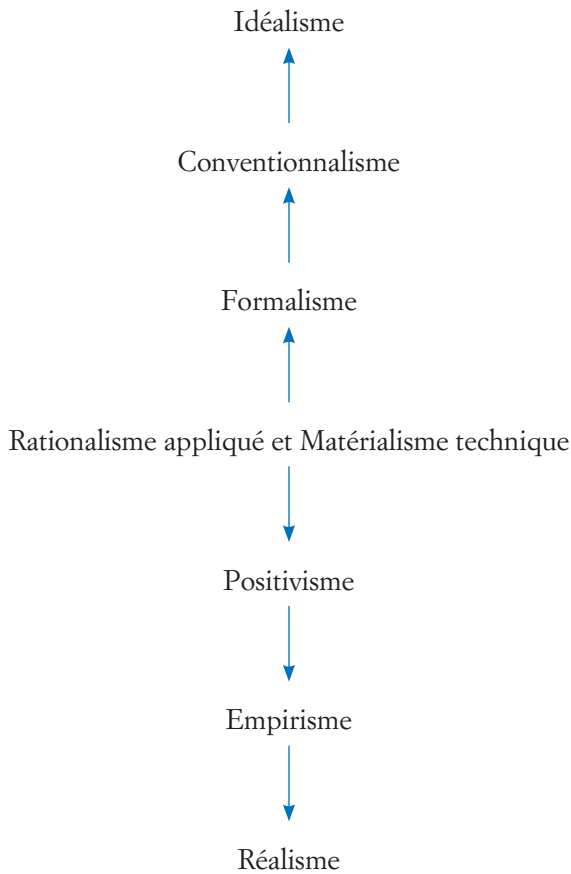 Idéalisme
Conventionnalisme
Formalisme
Rationalisme appliqué et Matérialisme technique
Positivisme
Empirisme
Réalisme